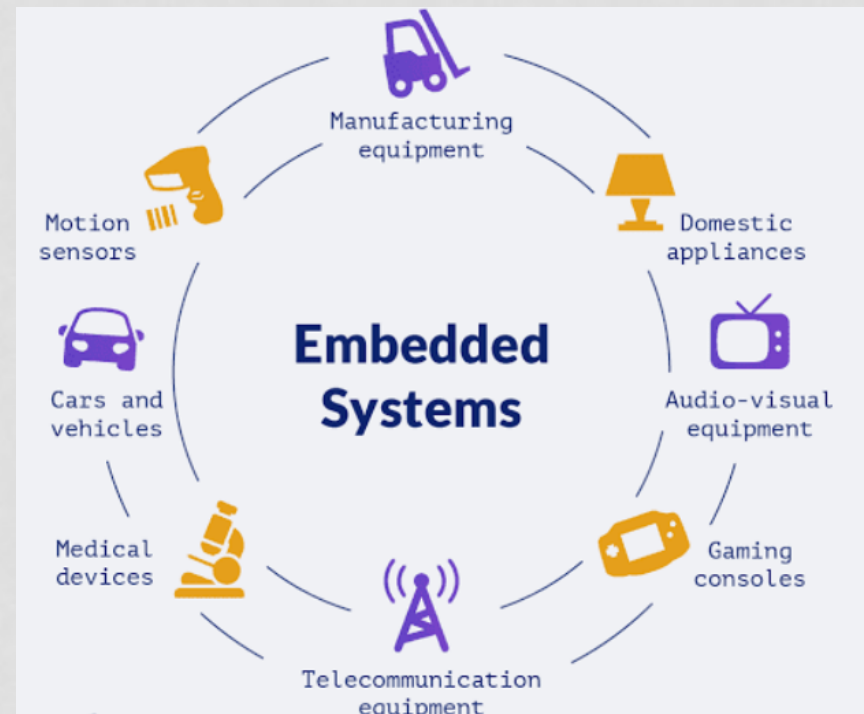 Manufacturing
equipment
Motion
sensors
Domestic
appliances
Embedded
Systems
Cars and
vehicles
Audio-visual
equipment
Medical
devices
Gaming
consoles
Telecommunication
equipment